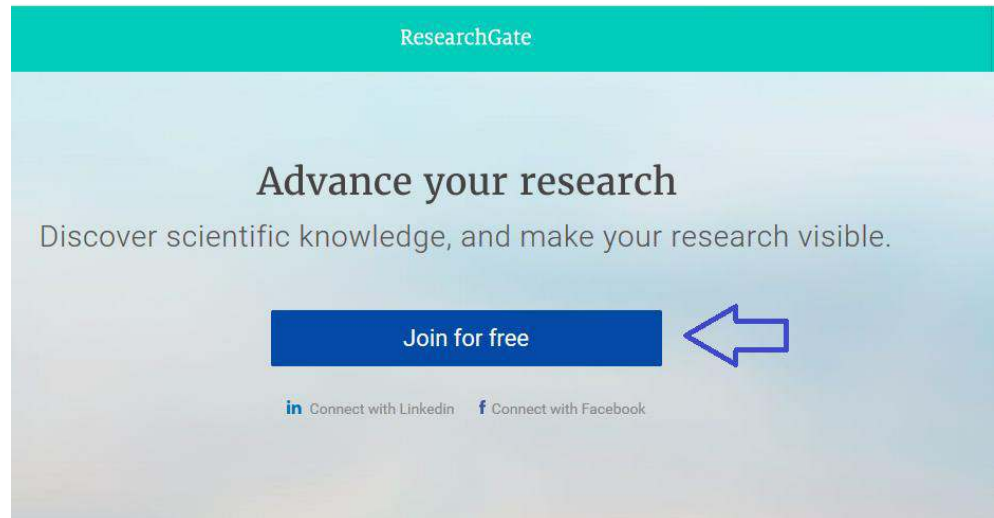 ResearchGate
Advance your research
Discover scientific knowledge, and make your research visible.
Join for free
in Connect with Linkedin f Connect with Facebook